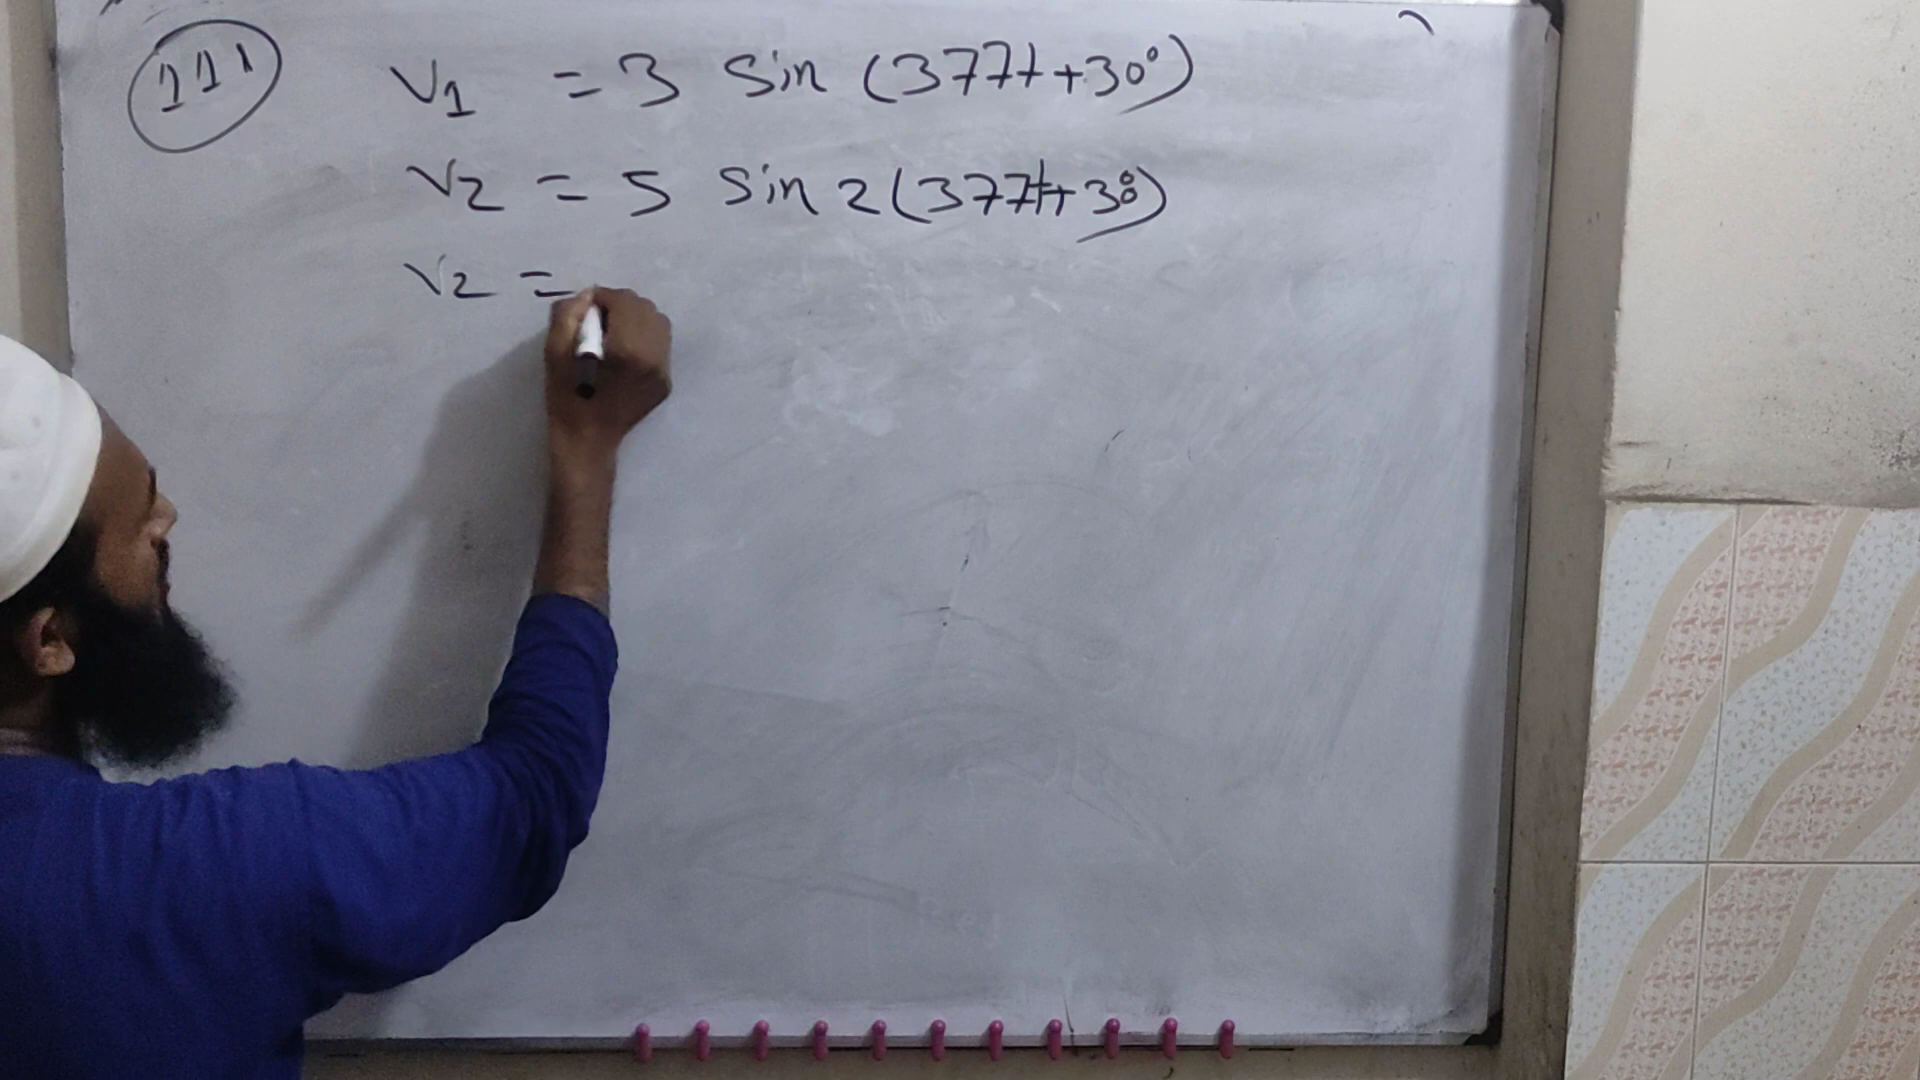 111
V1 = 3 Sin (377t+30°)
V2 = 5 Sin 2(377t+30°)
V2 =